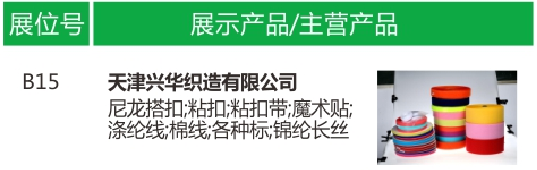 展位号 展示产品/主营产品
B15 天津兴华织造有限公司
尼龙搭扣;粘扣;粘扣带;魔术贴;
涤纶线;棉线;各种标;锦纶长丝